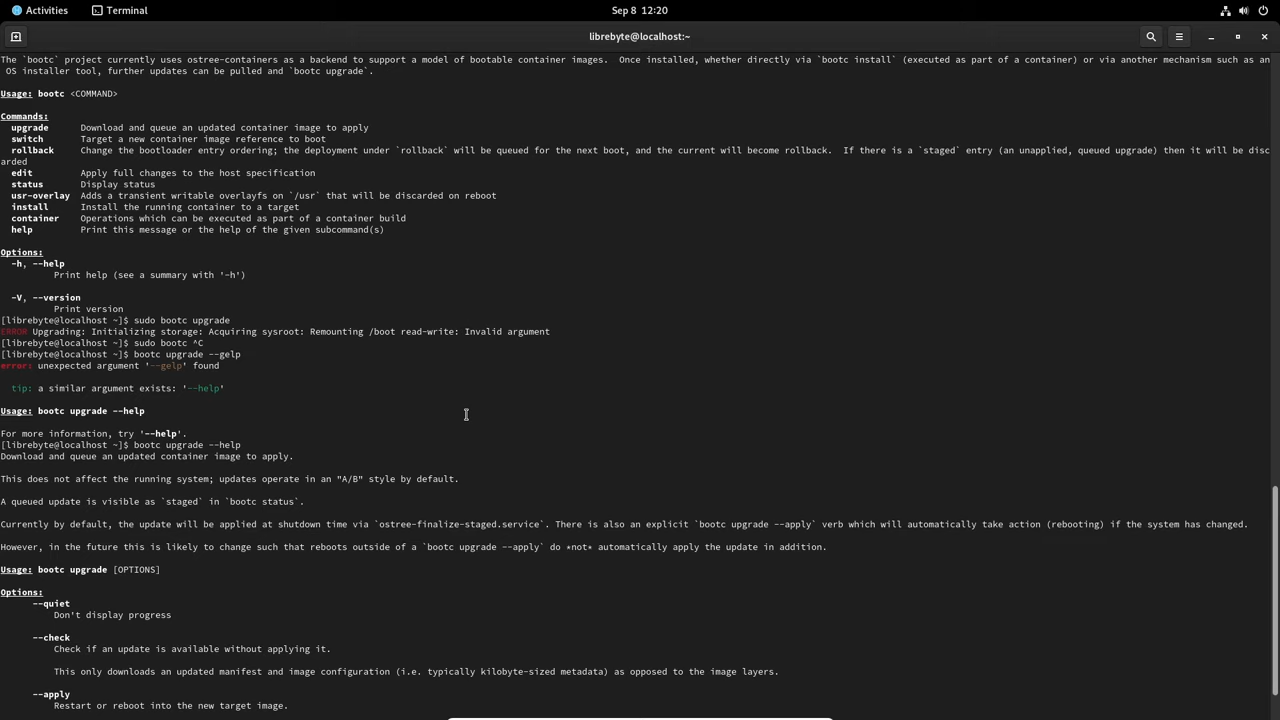 Activities
Terminal
Sep 8 12:20
librebyte@localhost:~
The `bootc` project currently uses ostree-containers as a backend to support a model of bootable container images.  Once installed, whether directly via `bootc install` (executed as part of a container) or via another mechanism such as an
 OS installer tool, further updates can be pulled and `bootc upgrade`.
Usage: bootc <COMMAND>
Commands:
  upgrade      Download and queue an updated container image to apply
  switch       Target a new container image reference to boot
  rollback     Change the bootloader entry ordering; the deployment under `rollback` will be queued for the next boot, and the current will become rollback.  If there is a `staged` entry (an unapplied, queued upgrade) then it will be disc
arded
  edit         Apply full changes to the host specification
  status       Display status
  usr-overlay  Adds a transient writable overlayfs on `/usr` that will be discarded on reboot
  install      Install the running container to a target
  container    Operations which can be executed as part of a container build
  help         Print this message or the help of the given subcommand(s)
Options:
  -h, --help
          Print help (see a summary with '-h')
  -V, --version
          Print version
[librebyte@localhost ~]$ sudo bootc upgrade
ERROR Upgrading: Initializing storage: Acquiring sysroot: Remounting /boot read-write: Invalid argument
[librebyte@localhost ~]$ sudo bootc ^C
[librebyte@localhost ~]$ bootc upgrade --gelp
error: unexpected argument '--gelp' found
  tip: a similar argument exists: '--help'
Usage: bootc upgrade --help
For more information, try '--help'.
[librebyte@localhost ~]$ bootc upgrade --help
Download and queue an updated container image to apply.
This does not affect the running system; updates operate in an "A/B" style by default.
A queued update is visible as `staged` in `bootc status`.
Currently by default, the update will be applied at shutdown time via `ostree-finalize-staged.service`. There is also an explicit `bootc upgrade --apply` verb which will automatically take action (rebooting) if the system has changed.
However, in the future this is likely to change such that reboots outside of a `bootc upgrade --apply` do *not* automatically apply the update in addition.
Usage: bootc upgrade [OPTIONS]
Options:
      --quiet
          Don't display progress
      --check
          Check if an update is available without applying it.
          This only downloads an updated manifest and image configuration (i.e. typically kilobyte-sized metadata) as opposed to the image layers.
      --apply
          Restart or reboot into the new target image.